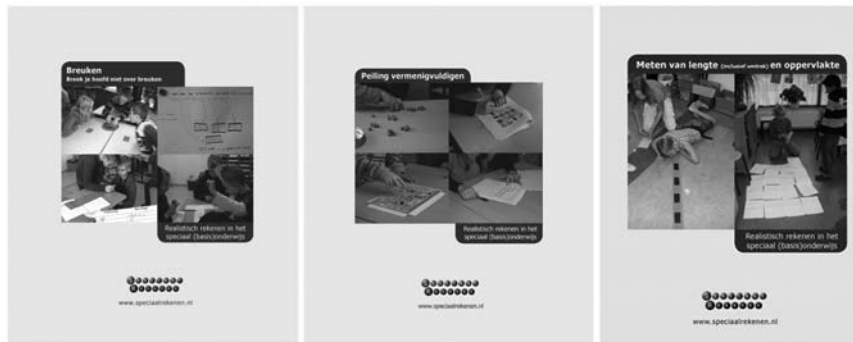 Breuken
Breek je hoofd niet over breuken
Realistisch rekenen in het
speciaal (basis)onderwijs
www.speciaalrekenen.nl
Peiling vermenigvuldigen
Realistisch rekenen in het
speciaal (basis)onderwijs
www.speciaalrekenen.nl
Meten van lengte (inclusief omtrek) en oppervlakte
Realistisch rekenen in het
speciaal (basis)onderwijs
www.speciaalrekenen.nl